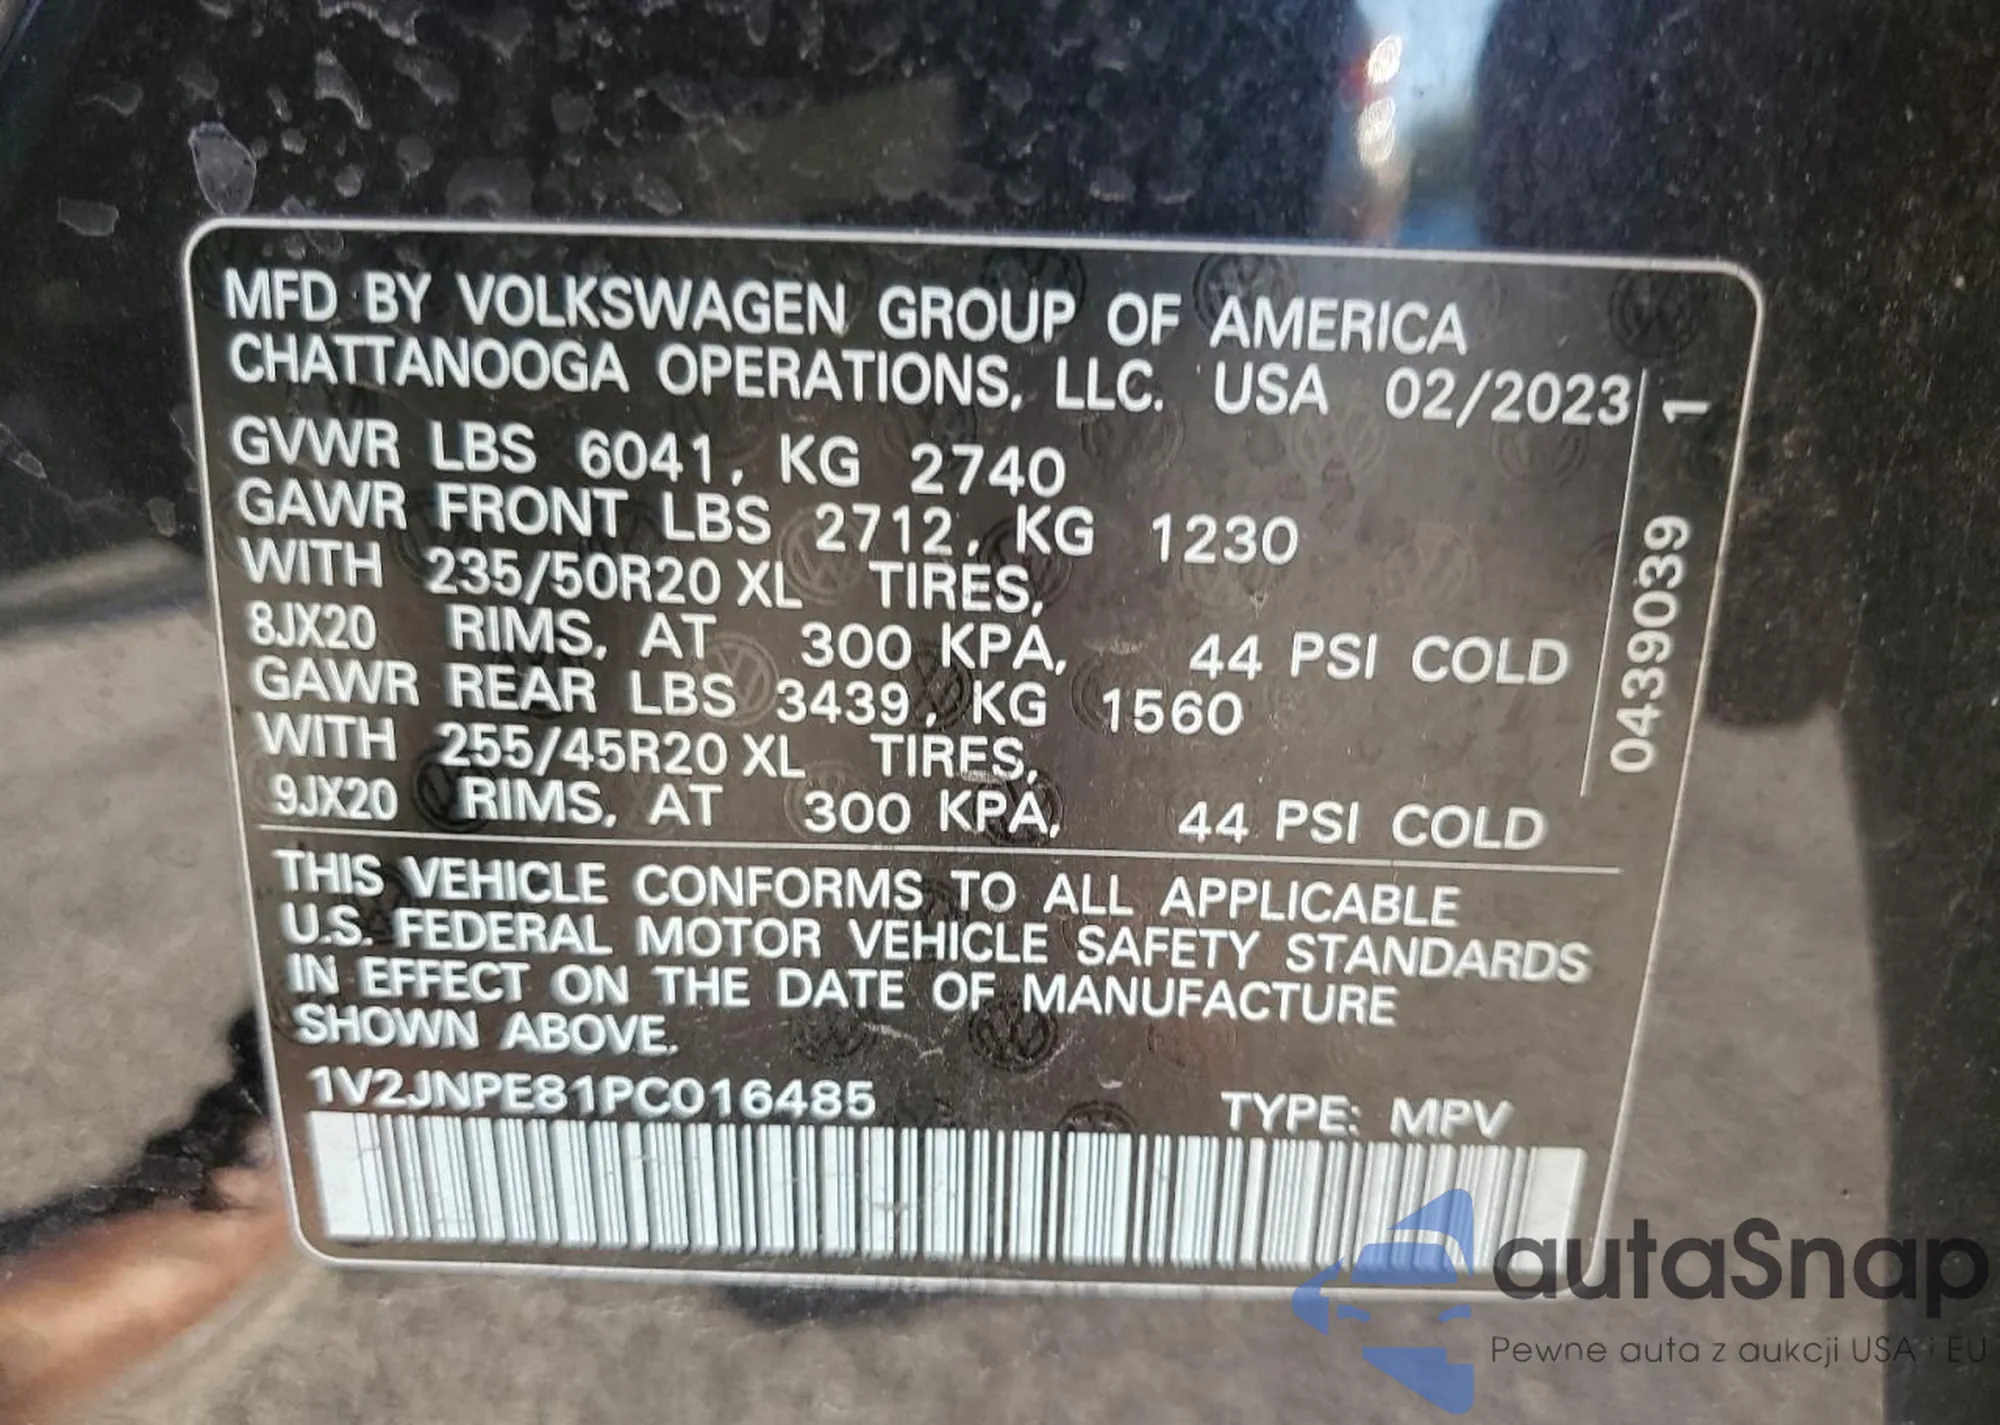 MFD BY VOLKSWAGEN GROUP OF AMERICA
CHATTANOOGA OPERATIONS, LLC. USA 02/2023
GVWR LBS 6041, KG 2740
GAWR FRONT LBS 2712, KG 1230
WITH 235/50R20 XL TIRES,
8JX20 RIMS, AT 300 KPA, 44 PSI COLD
GAWR REAR LBS 3439, KG 1560
WITH 255/45R20 XL TIRES,
9JX20 RIMS, AT 300 KPA, 44 PSI COLD
0439039 1
THIS VEHICLE CONFORMS TO ALL APPLICABLE
U.S. FEDERAL MOTOR VEHICLE SAFETY STANDARDS
IN EFFECT ON THE DATE OF MANUFACTURE
SHOWN ABOVE.
1V2JNPE81PC016485 TYPE: MPV
autaSnap
Pewne auta z aukcji USA i EU